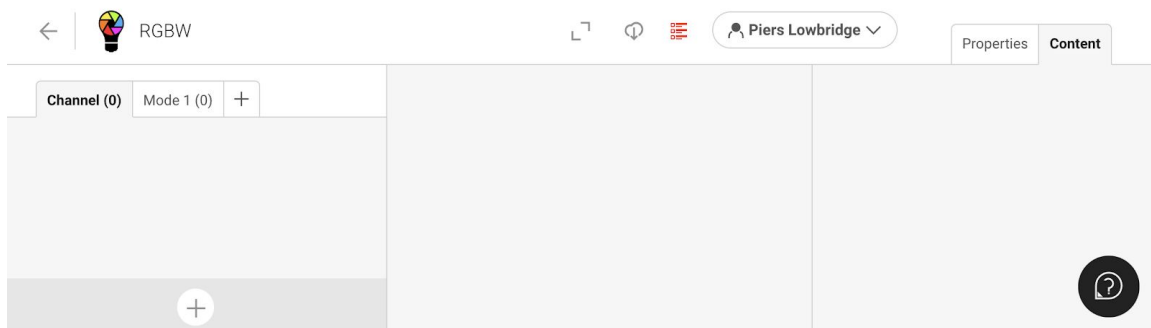 RGBW
Piers Lowbridge
Properties
Content
Channel (0)
Mode 1 (0)